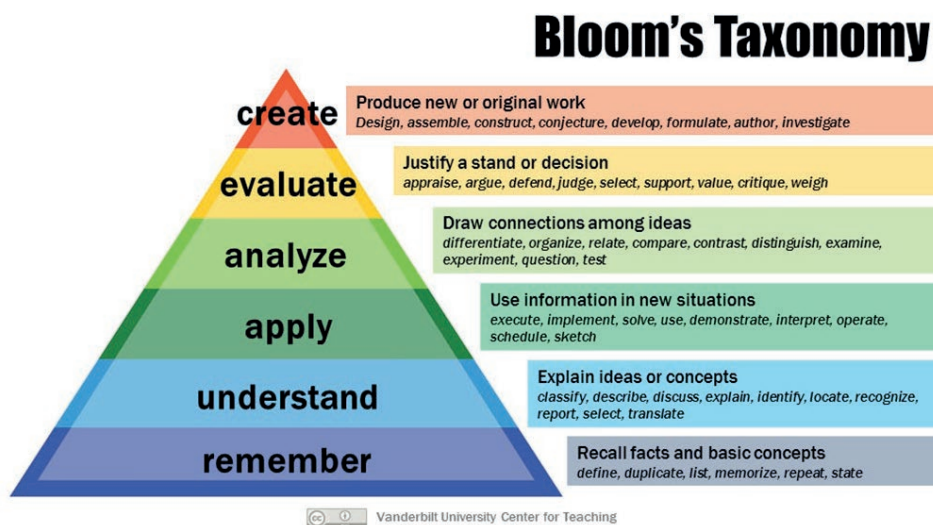 Bloom's Taxonomy
create
Produce new or original work
Design, assemble, construct, conjecture, develop, formulate, author, investigate
evaluate
Justify a stand or decision
appraise, argue, defend, judge, select, support, value, critique, weigh
analyze
Draw connections among ideas
differentiate, organize, relate, compare, contrast, distinguish, examine,
experiment, question, test
apply
Use information in new situations
execute, implement, solve, use, demonstrate, interpret, operate,
schedule, sketch
understand
Explain ideas or concepts
classify, describe, discuss, explain, identify, locate, recognize,
report, select, translate
remember
Recall facts and basic concepts
define, duplicate, list, memorize, repeat, state
cc
Vanderbilt University Center for Teaching